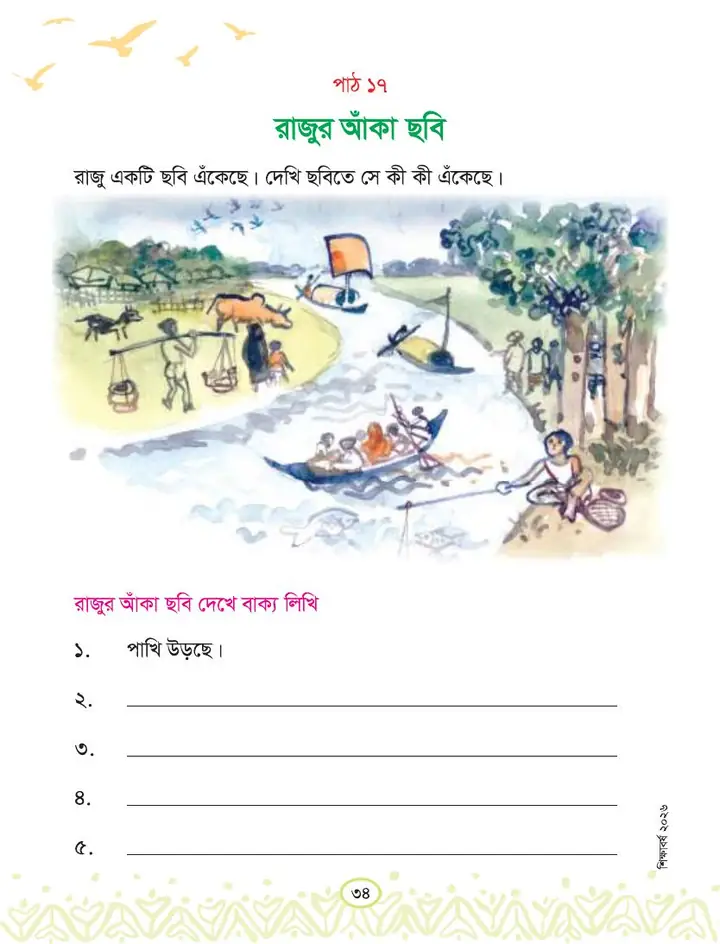 পাঠ ১৭
রাজুর আঁকা ছবি
রাজু একটি ছবি এঁকেছে। দেখি ছবিতে সে কী কী এঁকেছে।
রাজুর আঁকা ছবি দেখে বাক্য লিখি
১. পাখি উড়ছে।
২.
৩.
৪.
৫.
শিক্ষাবর্ষ ২০২৬
৩৪